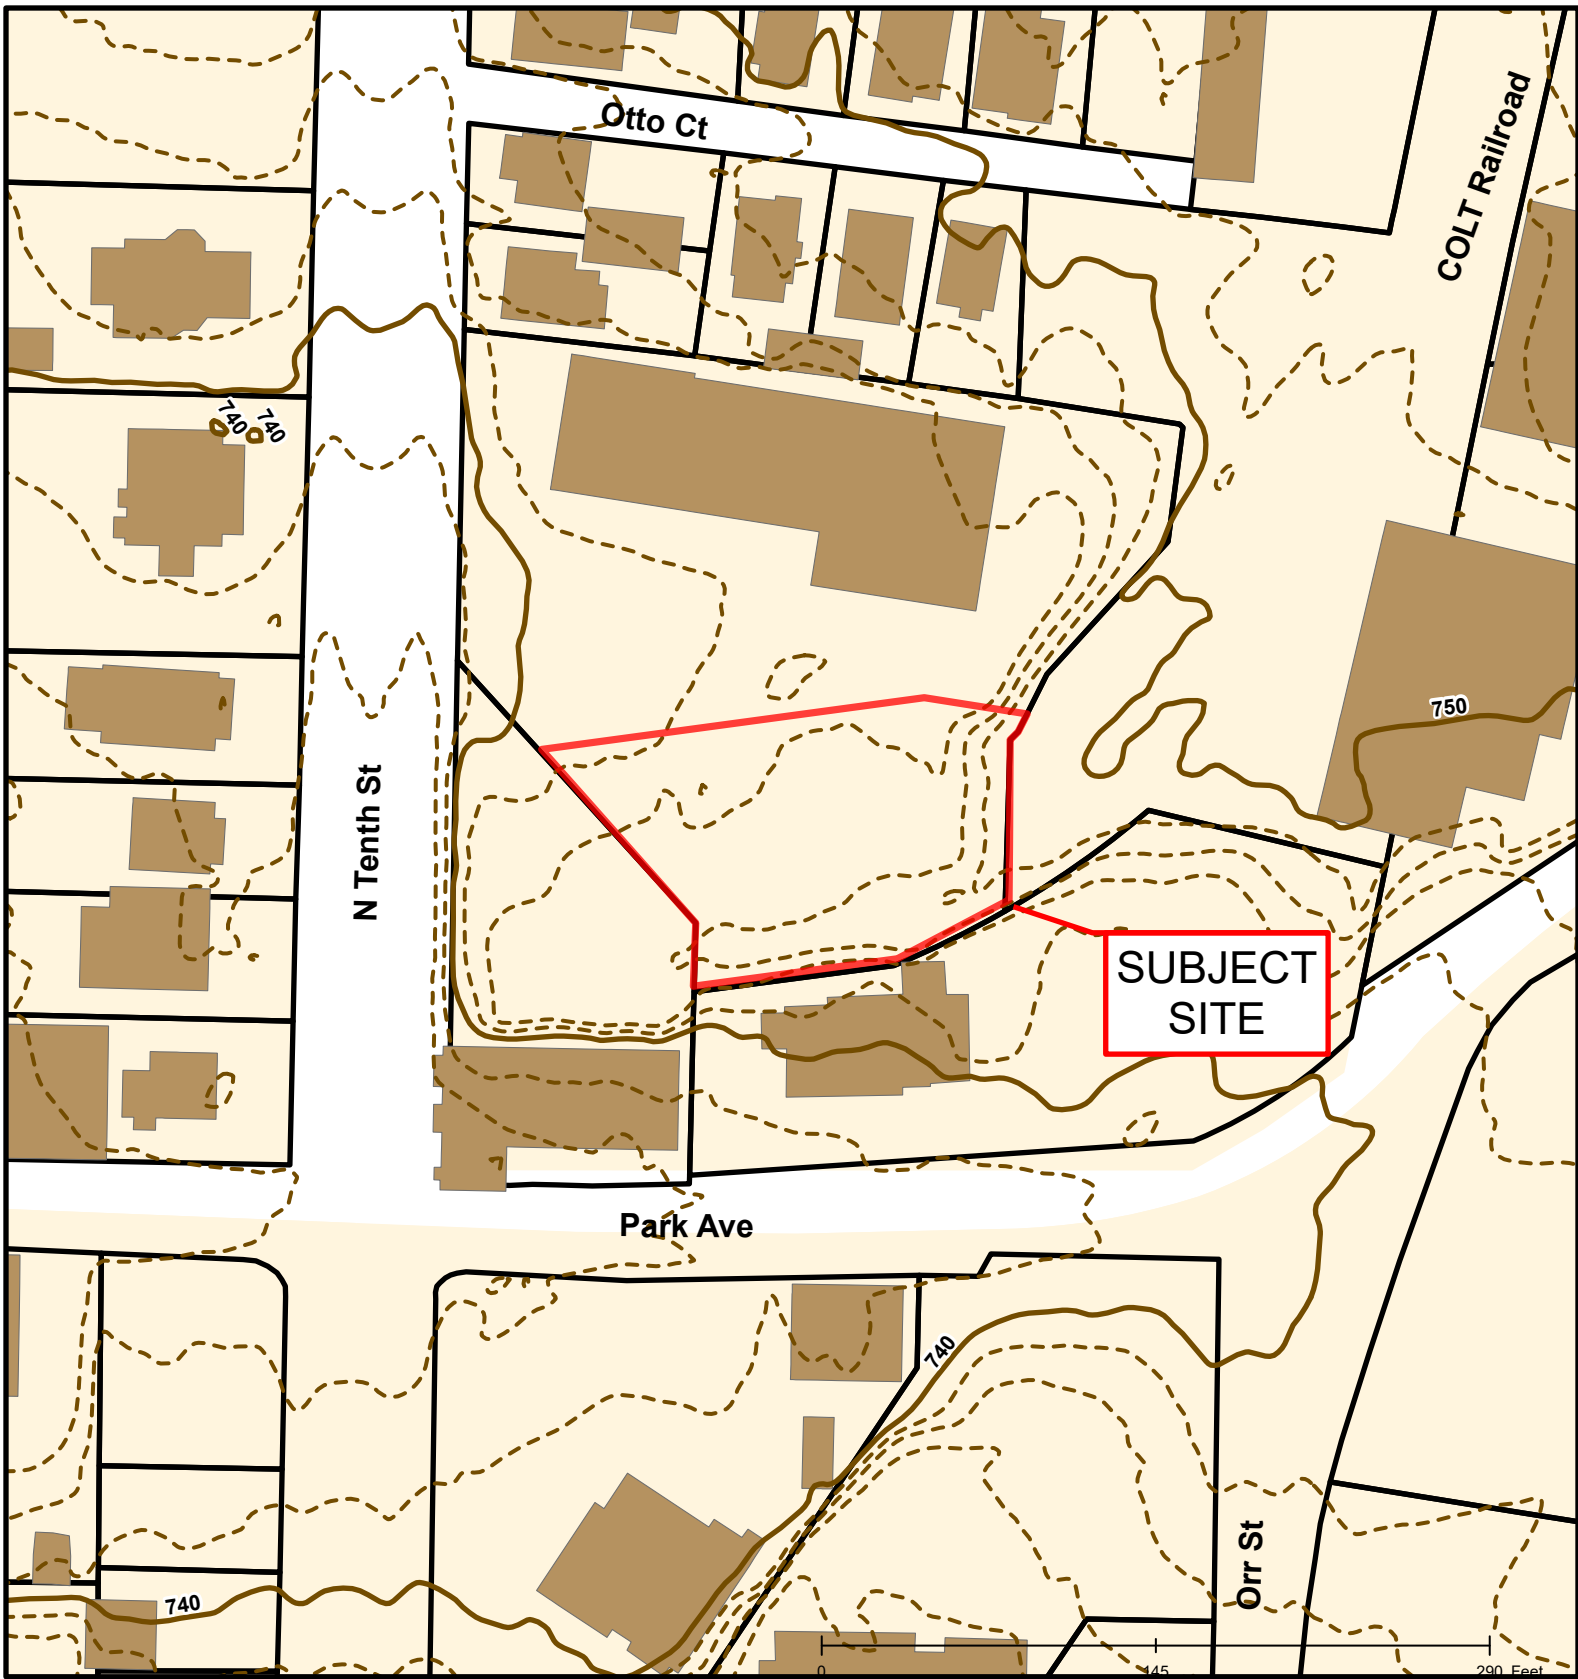 Otto Ct
COLT Railroad
740
740
750
N Tenth St
SUBJECT
SITE
Park Ave
740
Orr St
740
0 145 290 Feet